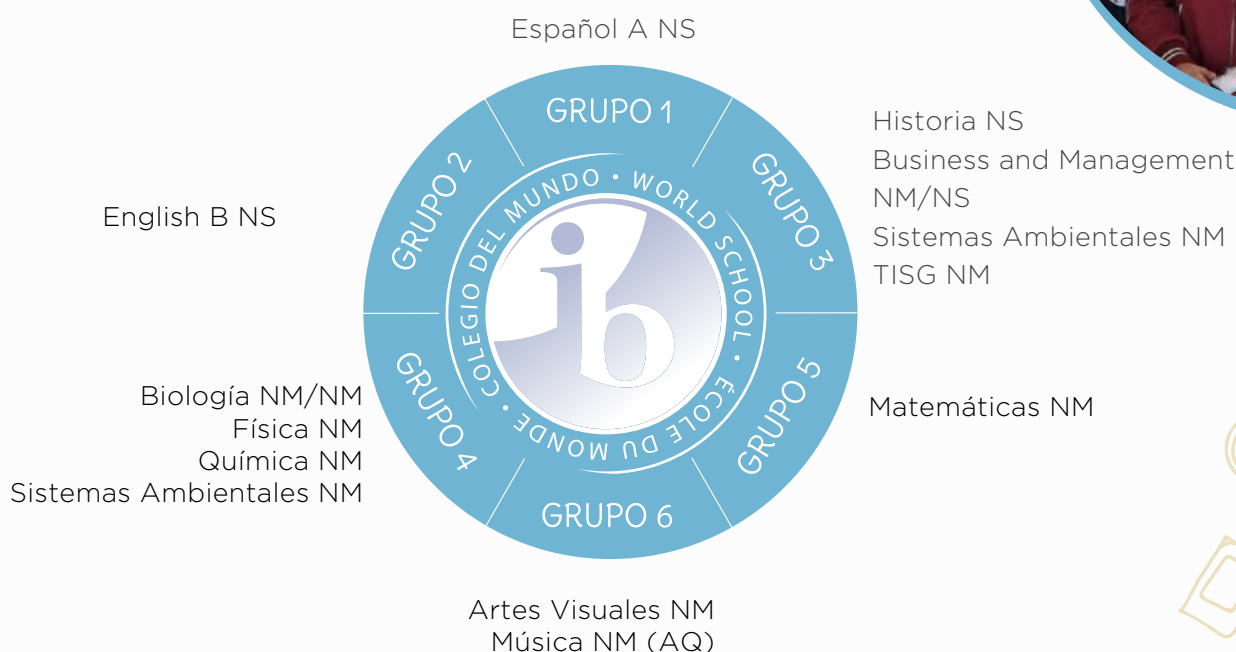 Español A NS
GRUPO 1
GRUPO 2
GRUPO 3
Historia NS
Business and Management
NM/NS
Sistemas Ambientales NM
TISG NM
English B NS
COLEGIO DEL MUNDO • WORLD SCHOOL • ÉCOLE DU MONDE •
ib
Biología NM/NM
Física NM
Química NM
Sistemas Ambientales NM
GRUPO 4
GRUPO 5
Matemáticas NM
GRUPO 6
Artes Visuales NM
Música NM (AQ)